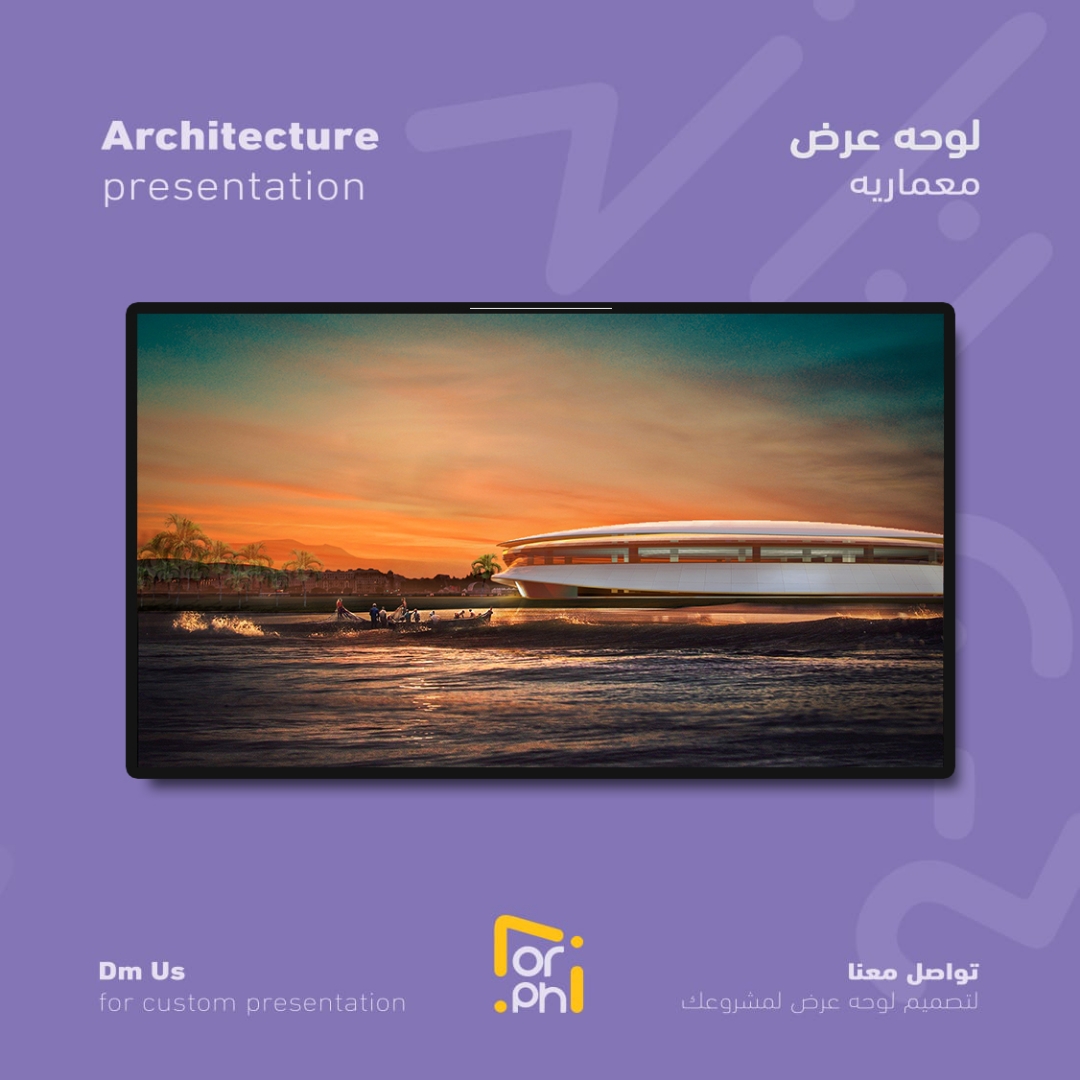 Architecture
presentation
لوحه عرض
معماريه
Dm Us
for custom presentation
or
ph
تواصل معنا
لتصميم لوحه عرض لمشروعك